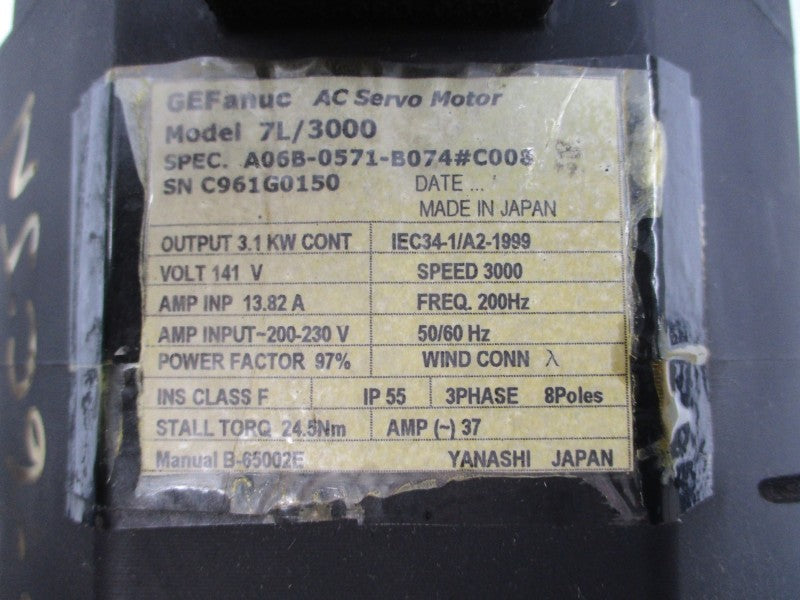 GEFanuc AC Servo Motor
Model 7L/3000
SPEC. A06B-0571-B074#C008
SN C961G0150 DATE ...
MADE IN JAPAN
OUTPUT 3.1 KW CONT IEC34-1/A2-1999
VOLT 141 V SPEED 3000
AMP INP 13.82 A FREQ. 200Hz
AMP INPUT~200-230 V 50/60 Hz
POWER FACTOR 97% WIND CONN λ
INS CLASS F IP 55 3PHASE 8Poles
STALL TORQ 24.5Nm AMP (~) 37
Manual B-65002E YANASHI JAPAN